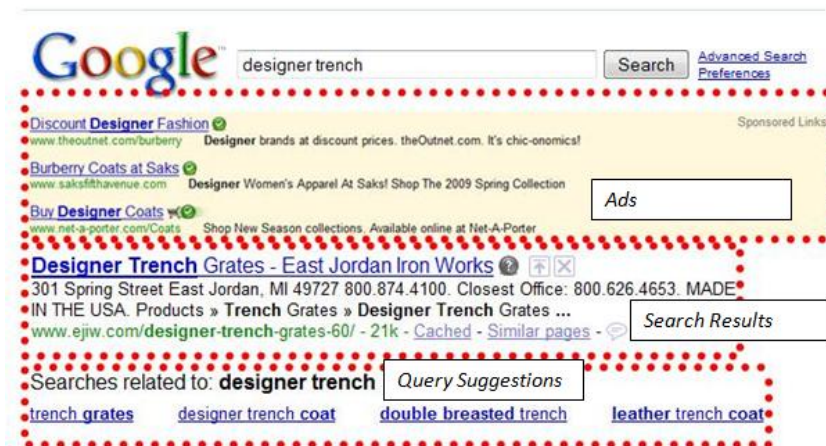 Google™ designer trench Search Advanced Search
Preferences
Discount Designer Fashion Sponsored Links
www.theoutnet.com/burberry Designer brands at discount prices. theOutnet.com. It's chic-onomics!
Burberry Coats at Saks
www.saksfifthavenue.com Designer Women's Apparel At Saks! Shop The 2009 Spring Collection
Ads
Buy Designer Coats
www.net-a-porter.com/Coats Shop New Season collections. Available online at Net-A-Porter
Designer Trench Grates - East Jordan Iron Works
301 Spring Street East Jordan, MI 49727 800.874.4100. Closest Office: 800.626.4653. MADE
IN THE USA. Products » Trench Grates » Designer Trench Grates ...
www.ejiw.com/designer-trench-grates-60/ - 21k - Cached - Similar pages -
Search Results
Searches related to: designer trench Query Suggestions
trench grates designer trench coat double breasted trench leather trench coat